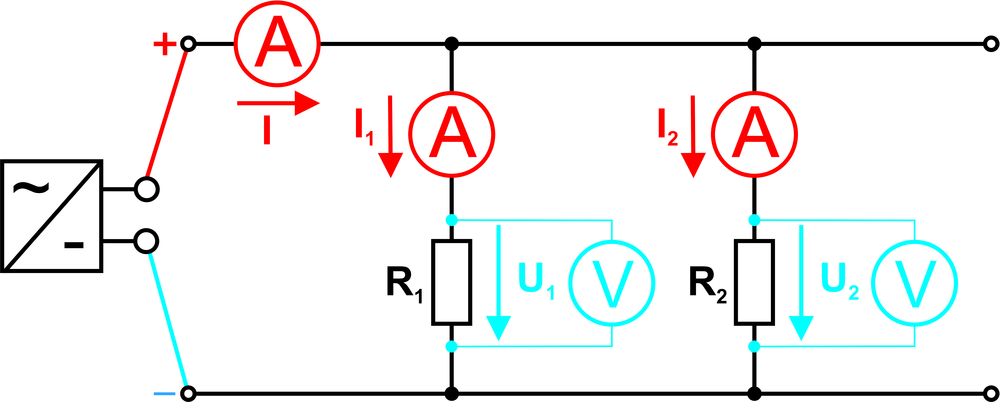 +
A
I
I1
A
I2
A
~
-
R1
U1
V
R2
U2
V
–